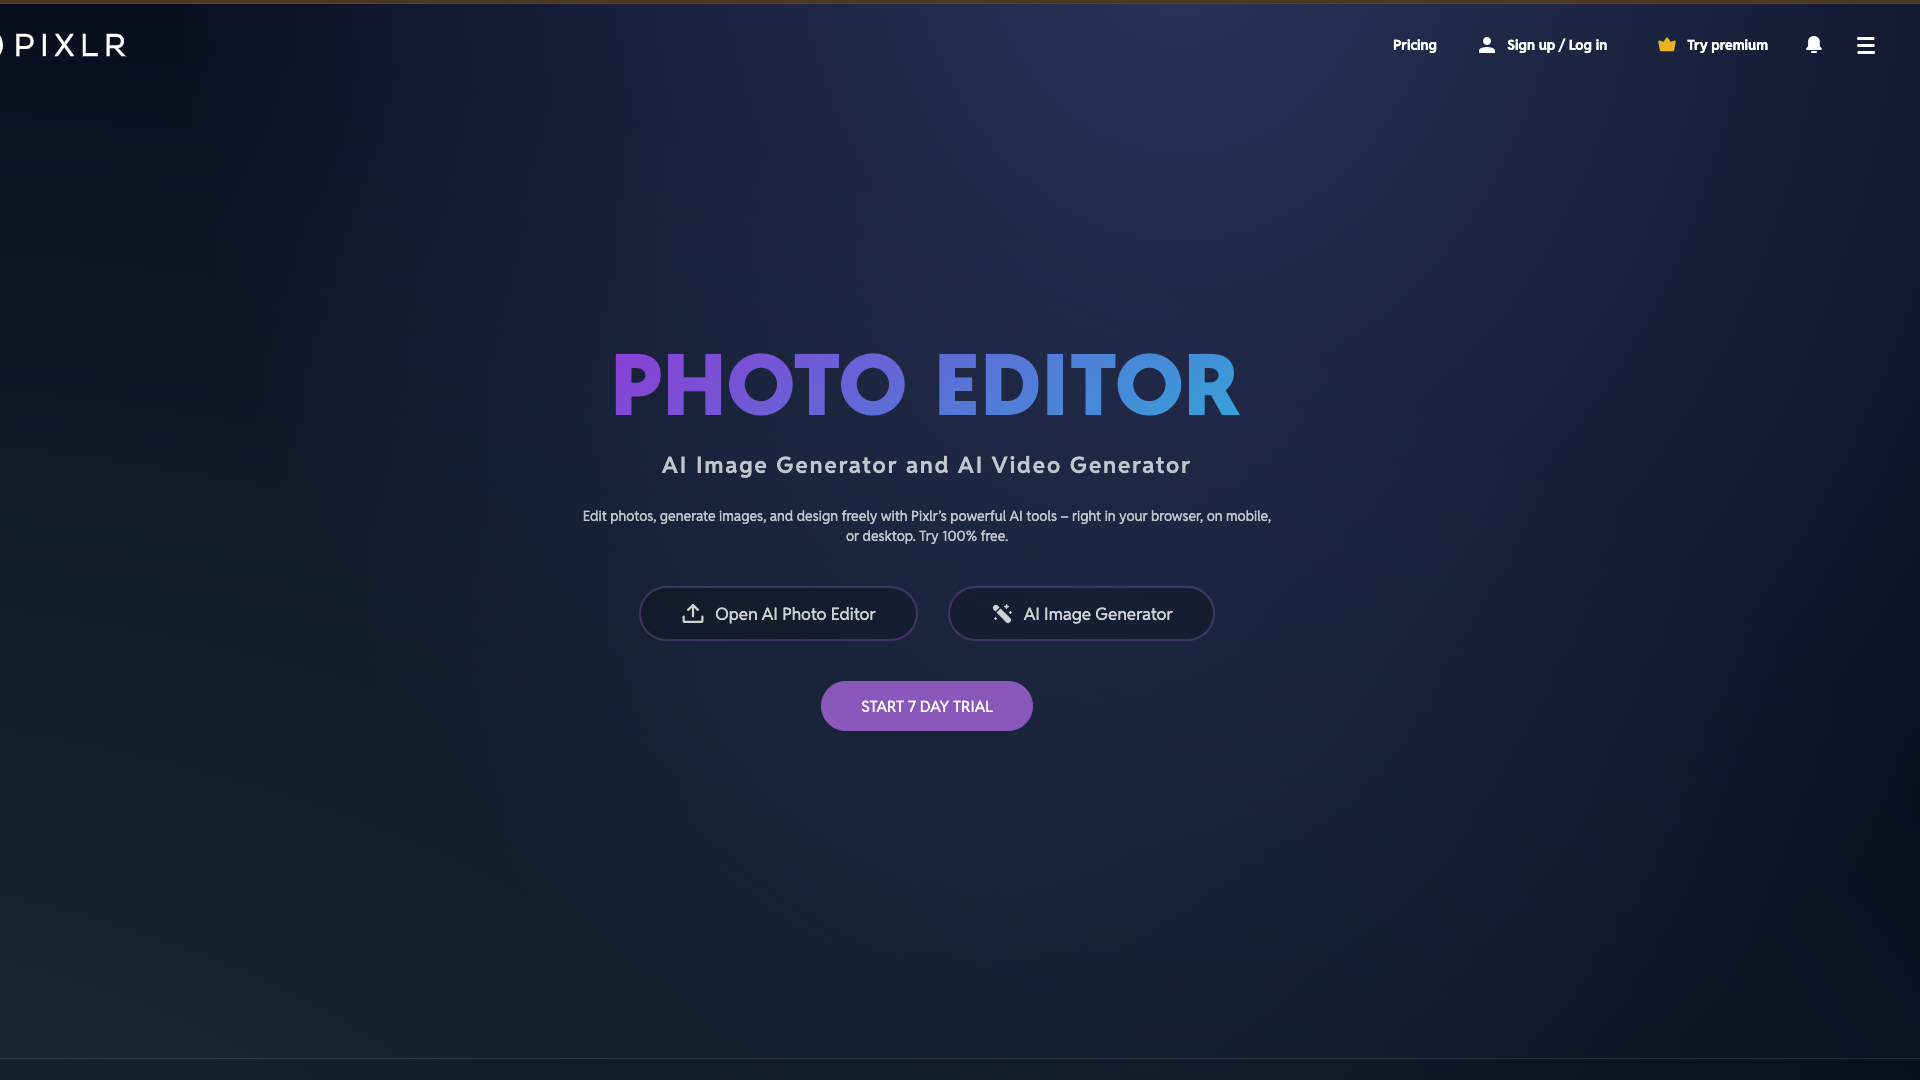 PIXLR
Pricing
Sign up / Log in
Try premium
PHOTO EDITOR
AI Image Generator and AI Video Generator
Edit photos, generate images, and design freely with Pixlr’s powerful AI tools – right in your browser, on mobile,
or desktop. Try 100% free.
Open AI Photo Editor
AI Image Generator
START 7 DAY TRIAL